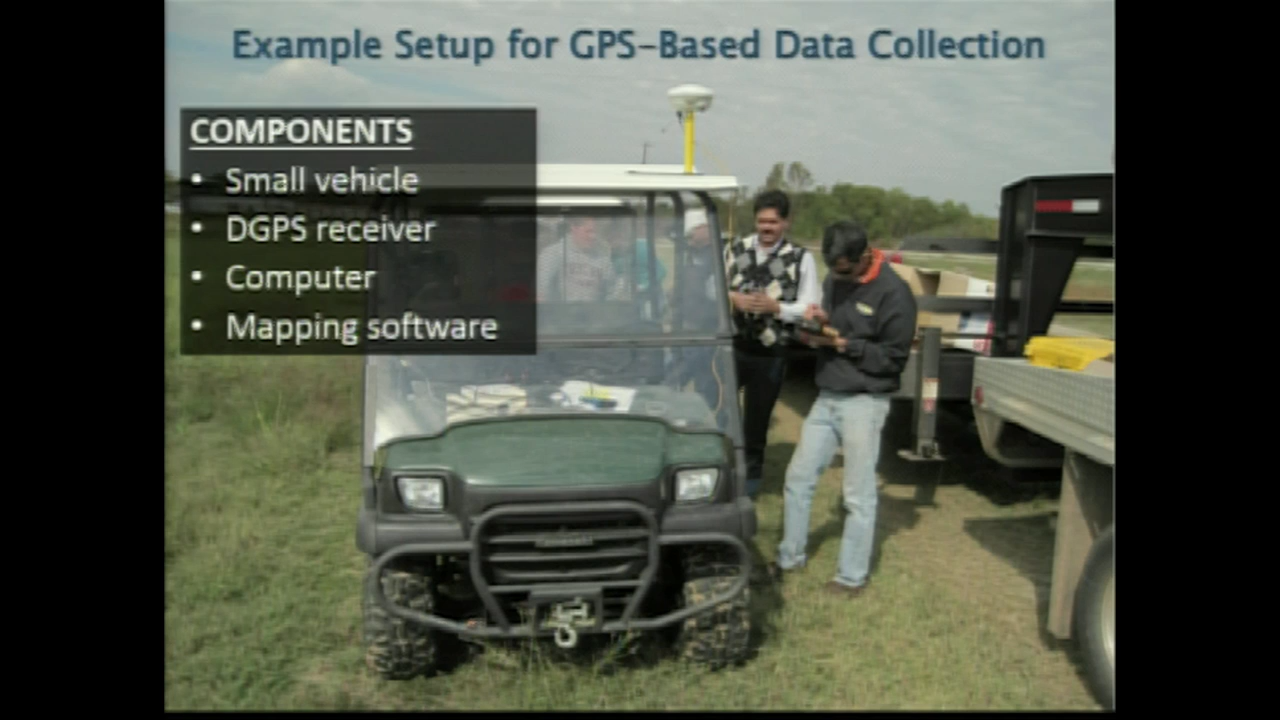 Example Setup for GPS-Based Data Collection
COMPONENTS
• Small vehicle
• DGPS receiver
• Computer
• Mapping software